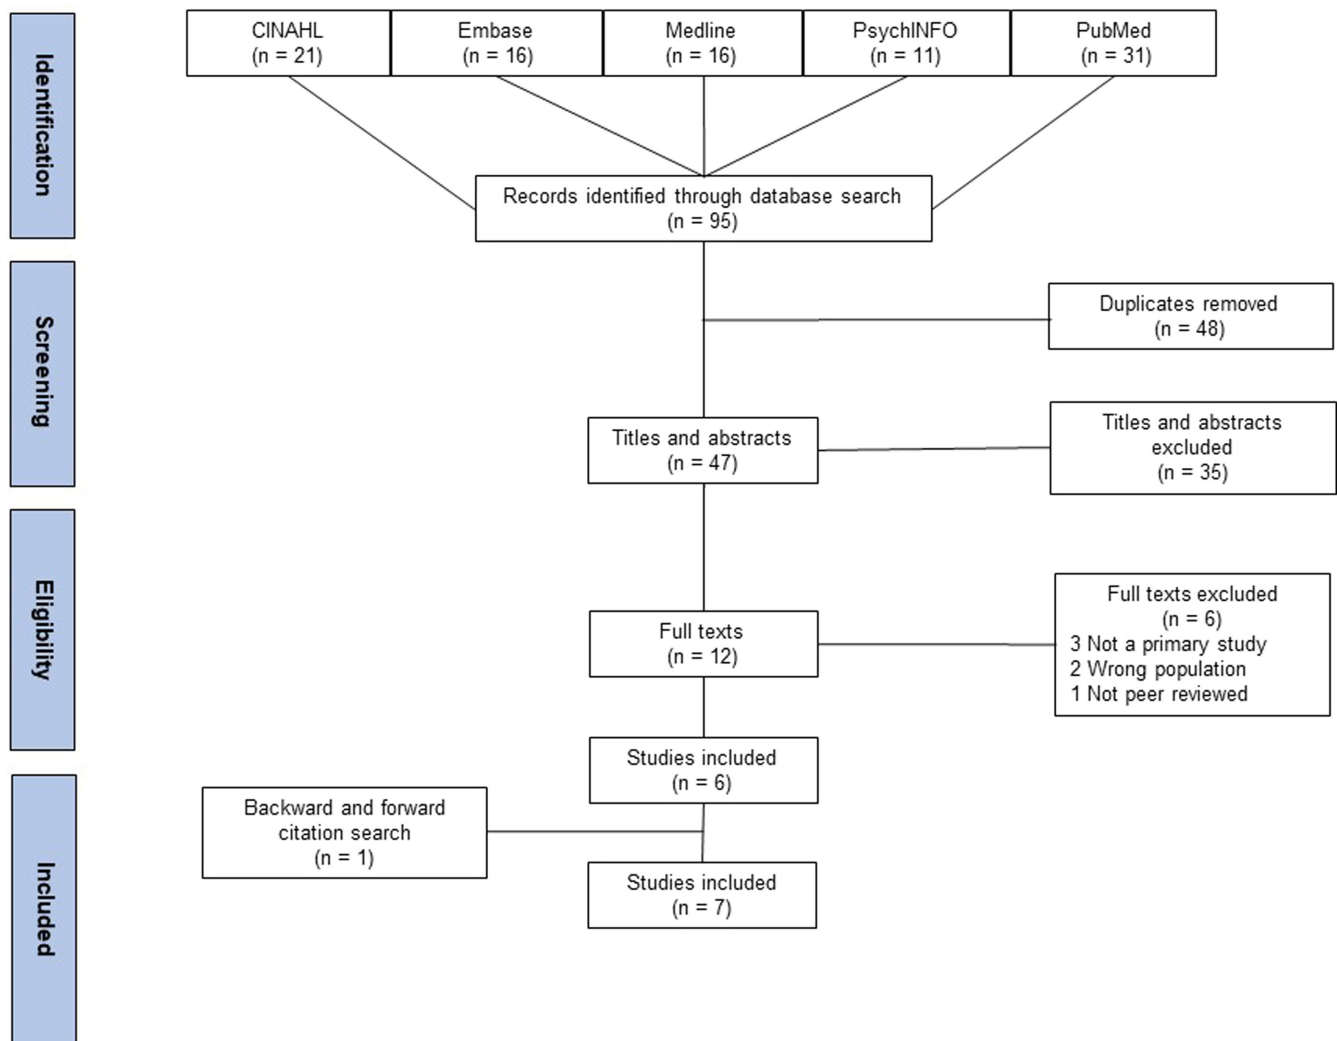 Identification
CINAHL
(n = 21)
Embase
(n = 16)
Medline
(n = 16)
PsychINFO
(n = 11)
PubMed
(n = 31)
Records identified through database search
(n = 95)
Screening
Duplicates removed
(n = 48)
Titles and abstracts
(n = 47)
Titles and abstracts
excluded
(n = 35)
Eligibility
Full texts
(n = 12)
Full texts excluded
(n = 6)
3 Not a primary study
2 Wrong population
1 Not peer reviewed
Studies included
(n = 6)
Included
Backward and forward
citation search
(n = 1)
Studies included
(n = 7)